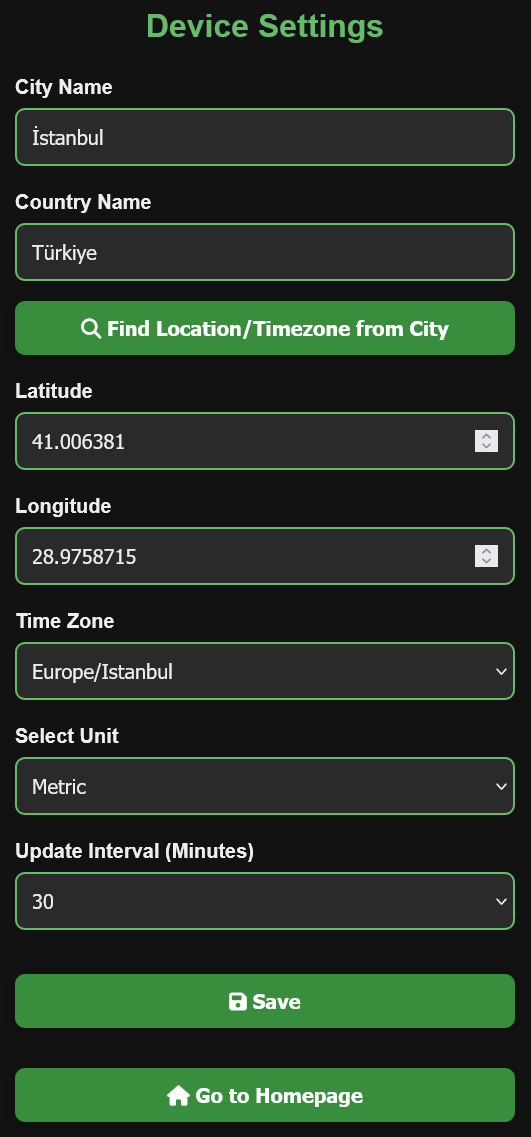 Device Settings
City Name
İstanbul
Country Name
Türkiye
Find Location/Timezone from City
Latitude
41.006381
Longitude
28.9758715
Time Zone
Europe/Istanbul
Select Unit
Metric
Update Interval (Minutes)
30
Save
Go to Homepage